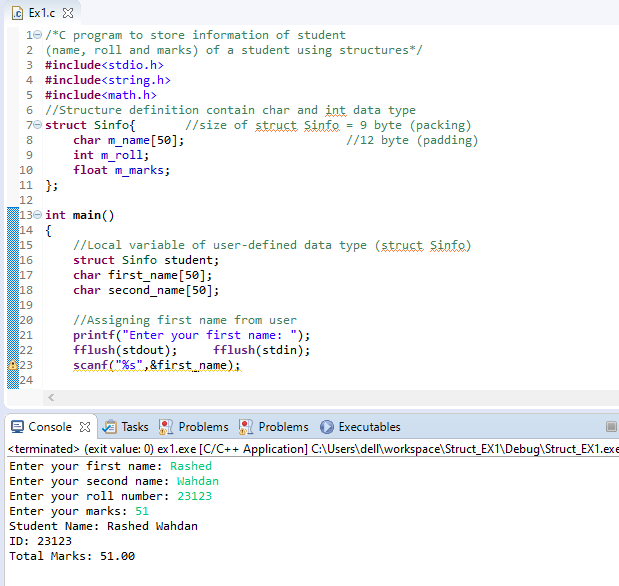 Ex1.c
1 /*C program to store information of student
2 (name, roll and marks) of a student using structures*/
3 #include<stdio.h>
4 #include<string.h>
5 #include<math.h>
6 //Structure definition contain char and int data type
7 struct Sinfo{ //size of struct Sinfo = 9 byte (packing)
8 char m_name[50]; //12 byte (padding)
9 int m_roll;
10 float m_marks;
11 };
12
13 int main()
14 {
15 //Local variable of user-defined data type (struct Sinfo)
16 struct Sinfo student;
17 char first_name[50];
18 char second_name[50];
19
20 //Assigning first name from user
21 printf("Enter your first name: ");
22 fflush(stdout); fflush(stdin);
23 scanf("%s",&first_name);
24
Console Tasks Problems Problems Executables
<terminated> (exit value: 0) ex1.exe [C/C++ Application] C:\Users\dell\workspace\Struct_EX1\Debug\Struct_EX1.exe
Enter your first name: Rashed
Enter your second name: Wahdan
Enter your roll number: 23123
Enter your marks: 51
Student Name: Rashed Wahdan
ID: 23123
Total Marks: 51.00